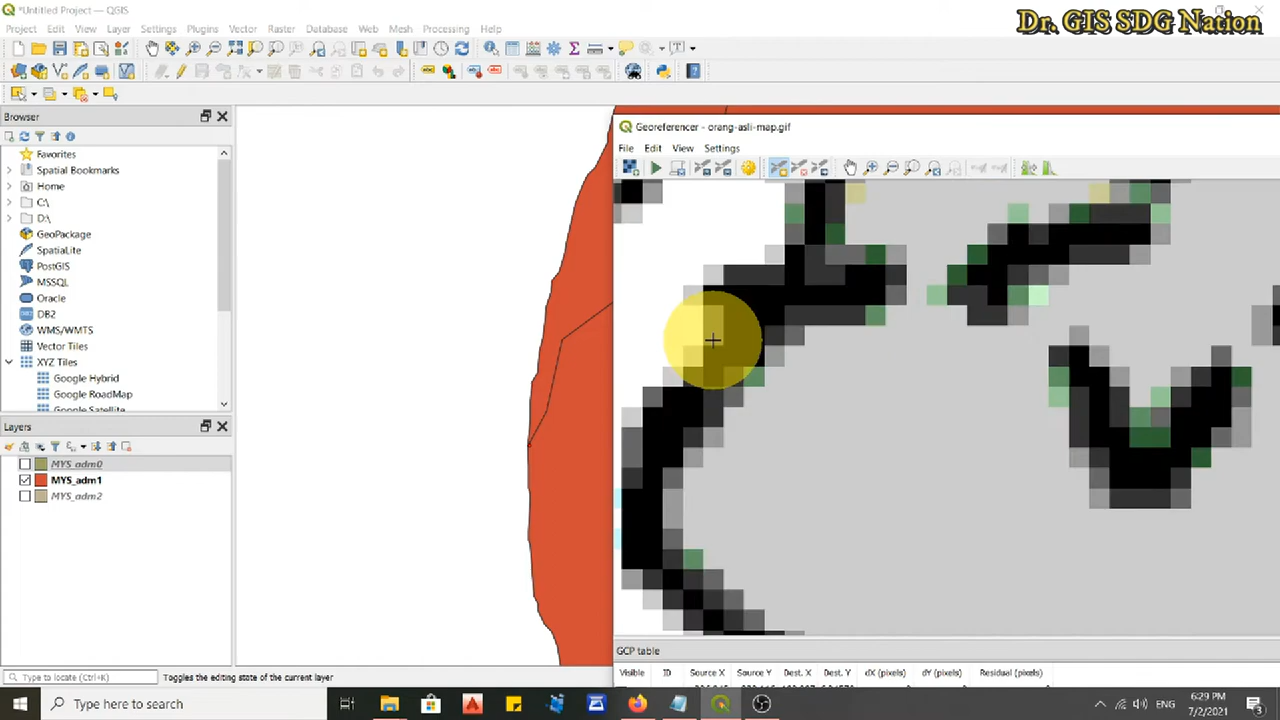 *Untitled Project — QGIS
Dr. GIS SDG Nation
Project Edit View Layer Settings Plugins Vector Raster Database Web Mesh Processing Help
Browser
Favorites
Spatial Bookmarks
Home
C:\
D:\
GeoPackage
SpatiaLite
PostGIS
MSSQL
Oracle
DB2
WMS/WMTS
Vector Tiles
XYZ Tiles
Google Hybrid
Google RoadMap
Google Satellite
Layers
MYS_adm0
MYS_adm1
MYS_adm2
Georeferencer - orang-asli-map.gif
File Edit View Settings
GCP table
Visible ID Source X Source Y Dest. X Dest. Y dX (pixels) dY (pixels) Residual (pixels)
Type to locate (Ctrl+K)
Toggles the editing state of the current layer
Type here to search
ENG
6:29 PM
7/2/2021
3